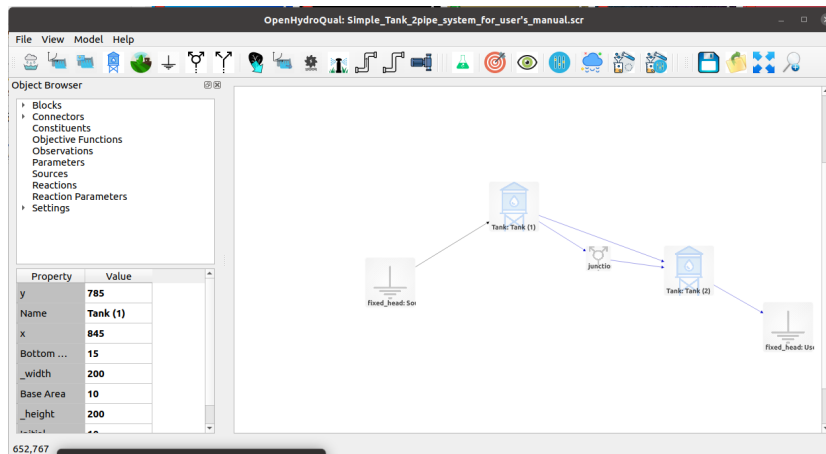 OpenHydroQual: Simple_Tank_2pipe_system_for_user's_manual.scr
File View Model Help
Object Browser
Blocks
Connectors
Constituents
Objective Functions
Observations
Parameters
Sources
Reactions
Reaction Parameters
Settings
Property Value
y 785
Name Tank (1)
x 845
Bottom ... 15
_width 200
Base Area 10
_height 200
Tank: Tank (1)
junctio
fixed_head: Sou
Tank: Tank (2)
fixed_head: Use
652,767